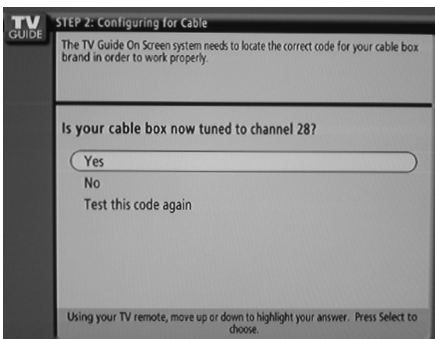 TV
GUIDE
STEP 2: Configuring for Cable
The TV Guide On Screen system needs to locate the correct code for your cable box
brand in order to work properly.
Is your cable box now tuned to channel 28?
Yes
No
Test this code again
Using your TV remote, move up or down to highlight your answer. Press Select to
choose.